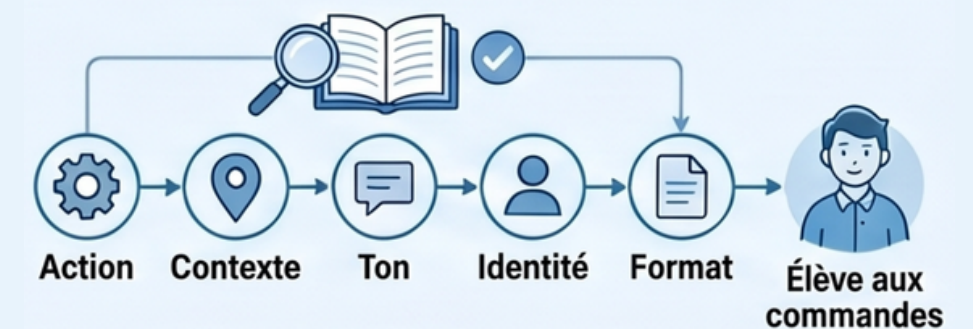 Action
Contexte
Ton
Identité
Format
Élève aux
commandes